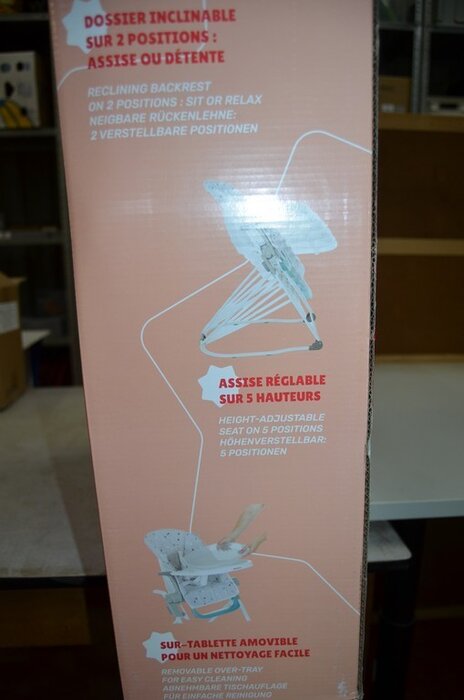 DOSSIER INCLINABLE
SUR 2 POSITIONS :
ASSISE OU DÉTENTE
RECLINING BACKREST
ON 2 POSITIONS : SIT OR RELAX
NEIGBARE RÜCKENLEHNE:
2 VERSTELLBARE POSITIONEN
ASSISE RÉGLABLE
SUR 5 HAUTEURS
HEIGHT-ADJUSTABLE
SEAT ON 5 POSITIONS
HÖHENVERSTELLBAR:
5 POSITIONEN
SUR-TABLETTE AMOVIBLE
POUR UN NETTOYAGE FACILE
REMOVABLE OVER-TRAY
FOR EASY CLEANING
ABNEHMBARE TISCHAUFLAGE
FÜR EINFACHE REINIGUNG